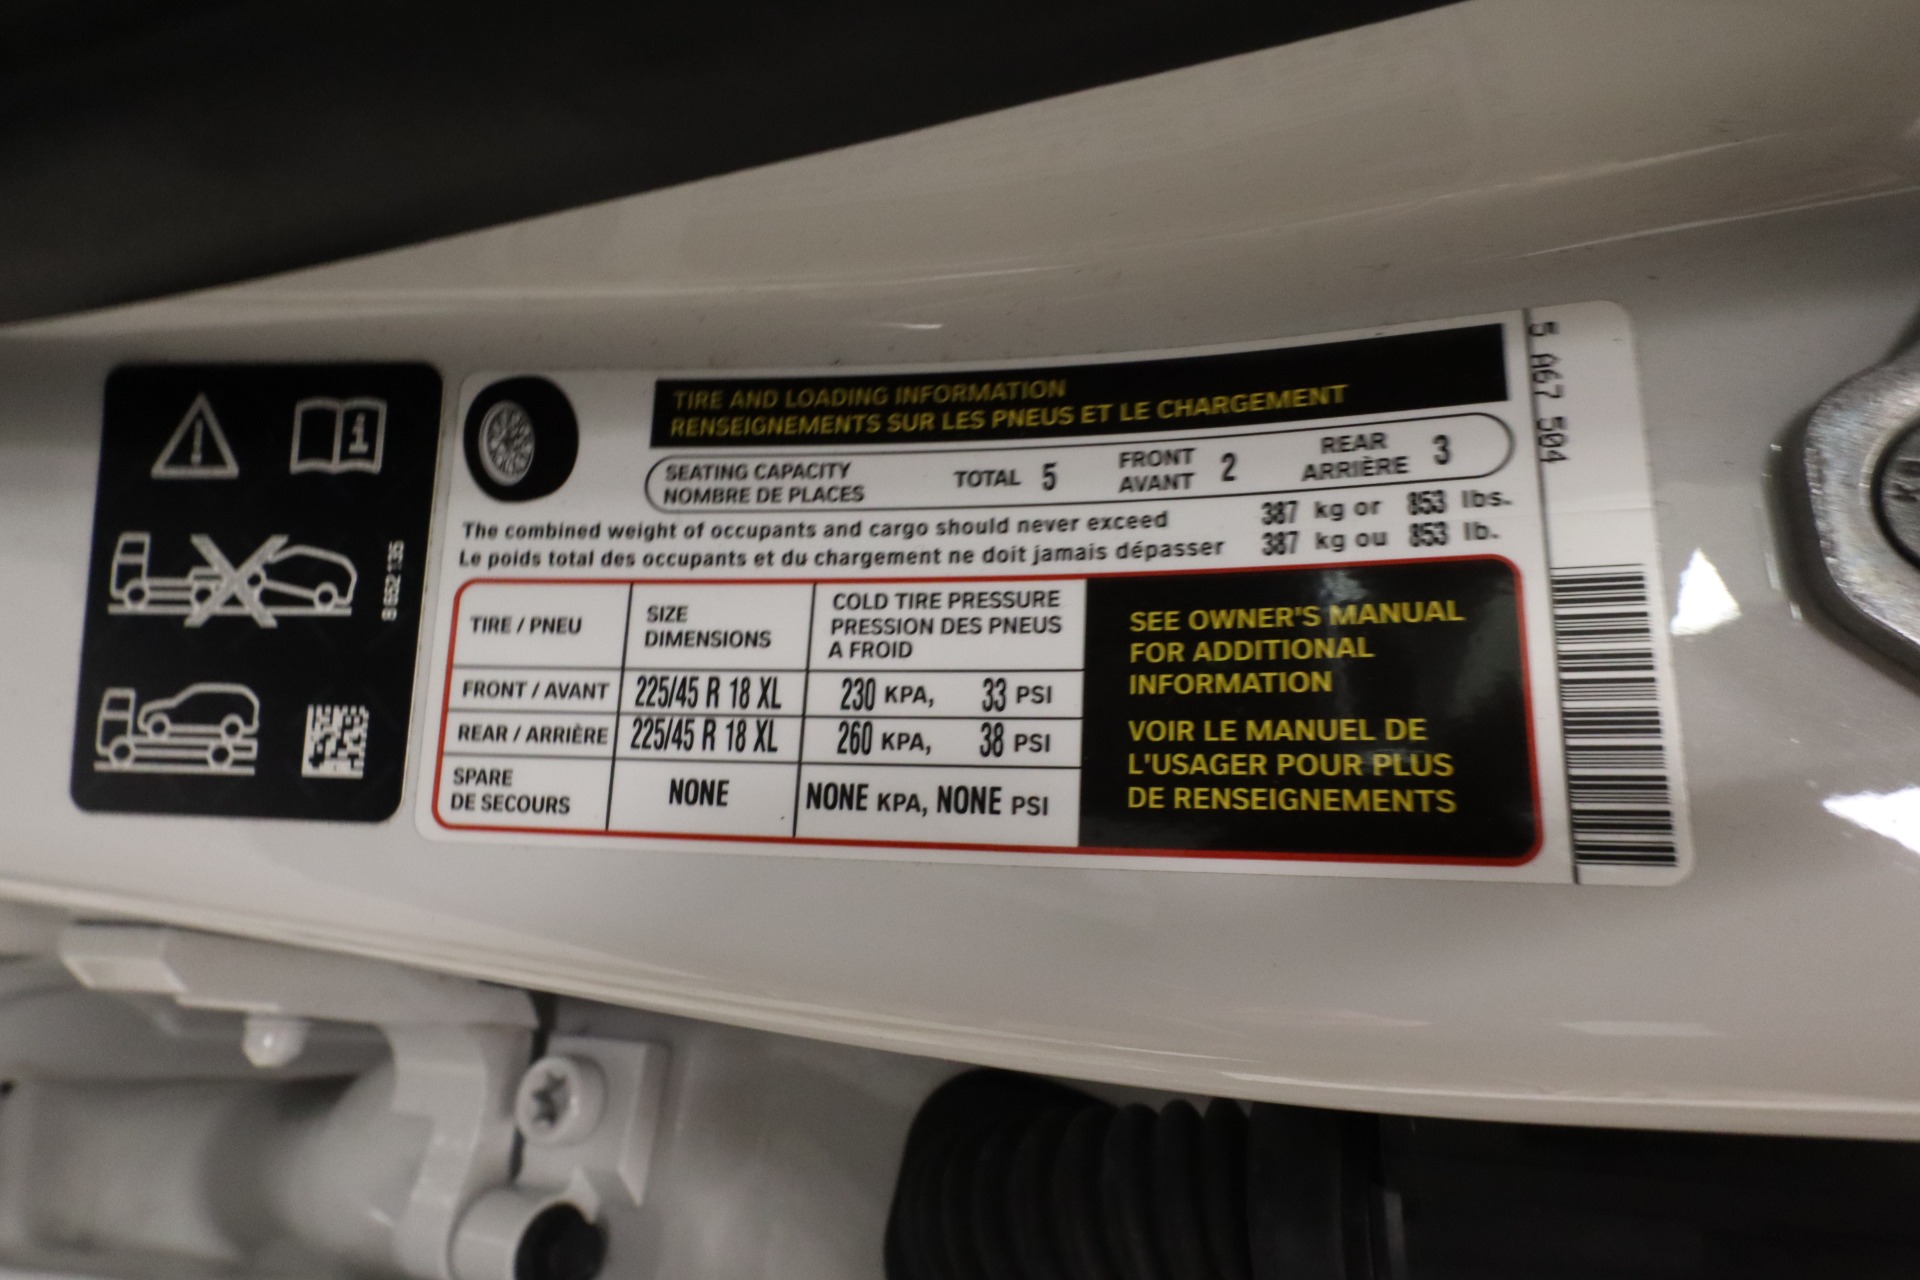 TIRE AND LOADING INFORMATION
RENSEIGNEMENTS SUR LES PNEUS ET LE CHARGEMENT
SEATING CAPACITY
NOMBRE DE PLACES
TOTAL 5
FRONT
AVANT
2
REAR
ARRIÈRE
3
The combined weight of occupants and cargo should never exceed 387 kg or 853 lbs.
Le poids total des occupants et du chargement ne doit jamais dépasser 387 kg ou 853 lb.
TIRE / PNEU
SIZE
DIMENSIONS
COLD TIRE PRESSURE
PRESSION DES PNEUS
A FROID
FRONT / AVANT 225/45 R 18 XL 230 KPA, 33 PSI
REAR / ARRIÈRE 225/45 R 18 XL 260 KPA, 38 PSI
SPARE
DE SECOURS
NONE
NONE KPA, NONE PSI
SEE OWNER'S MANUAL
FOR ADDITIONAL
INFORMATION
VOIR LE MANUEL DE
L'USAGER POUR PLUS
DE RENSEIGNEMENTS
5 A67 504